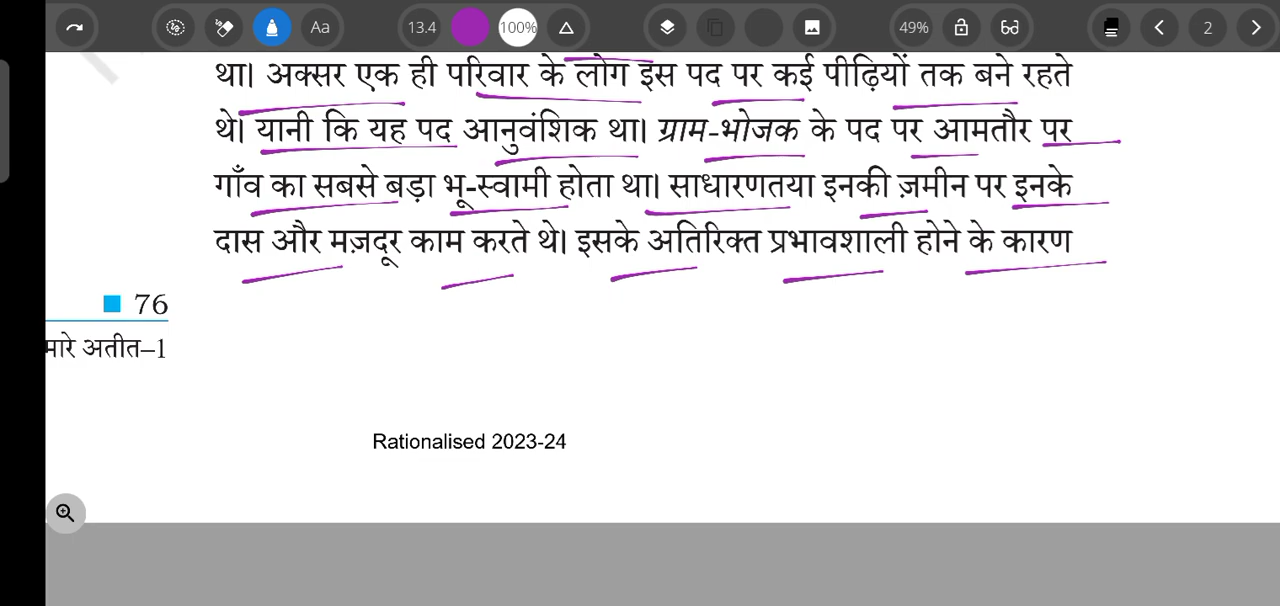 Aa 13.4 100% 49% 2
था। अक्सर एक ही परिवार के लोग इस पद पर कई पीढ़ियों तक बने रहते
थे। यानी कि यह पद आनुवंशिक था। ग्राम-भोजक के पद पर आमतौर पर
गाँव का सबसे बड़ा भू-स्वामी होता था। साधारणतया इनकी ज़मीन पर इनके
दास और मज़दूर काम करते थे। इसके अतिरिक्त प्रभावशाली होने के कारण
76
मारे अतीत–1
Rationalised 2023-24